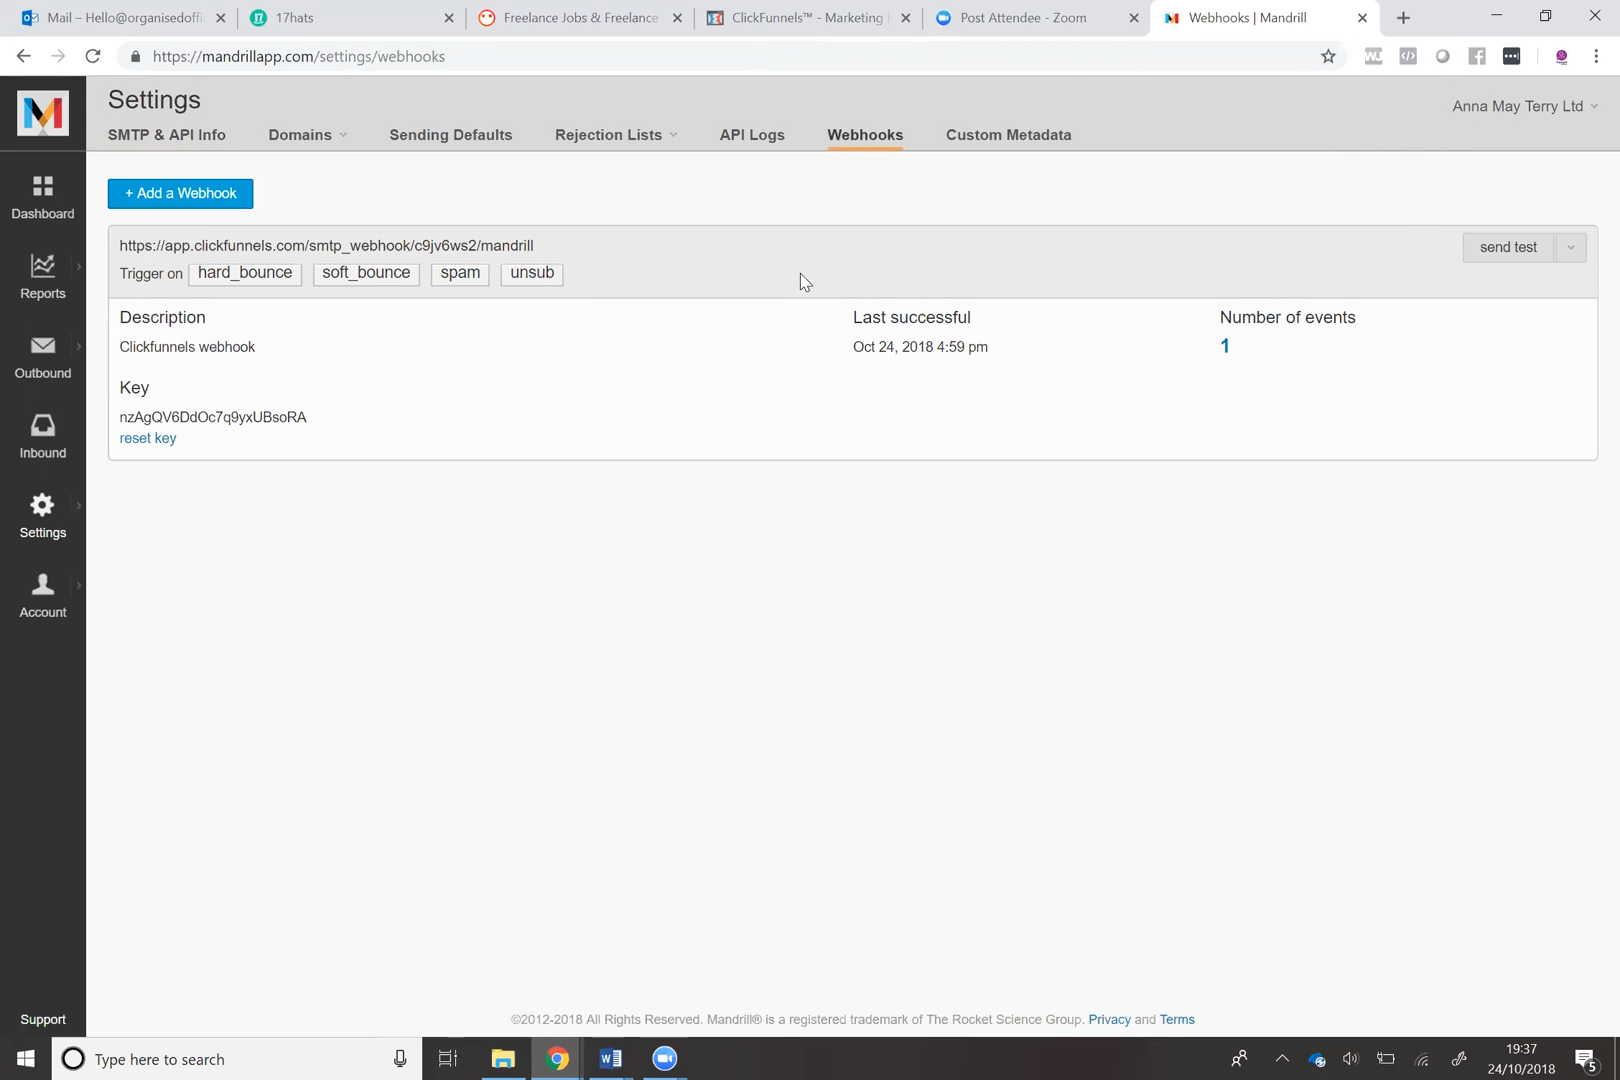 Mail – Hello@organisedoffi
17hats
Freelance Jobs & Freelance
ClickFunnels™ - Marketing
Post Attendee - Zoom
Webhooks | Mandrill
https://mandrillapp.com/settings/webhooks
Settings
Anna May Terry Ltd
SMTP & API Info
Domains
Sending Defaults
Rejection Lists
API Logs
Webhooks
Custom Metadata
Dashboard
Reports
Outbound
Inbound
Settings
Account
Support
+ Add a Webhook
https://app.clickfunnels.com/smtp_webhook/c9jv6ws2/mandrill
send test
Trigger on hard_bounce soft_bounce spam unsub
Description
Last successful
Number of events
Clickfunnels webhook
Oct 24, 2018 4:59 pm
1
Key
nzAgQV6DdOc7q9yxUBsoRA
reset key
©2012-2018 All Rights Reserved. Mandrill® is a registered trademark of The Rocket Science Group. Privacy and Terms
Type here to search
19:37
24/10/2018
5